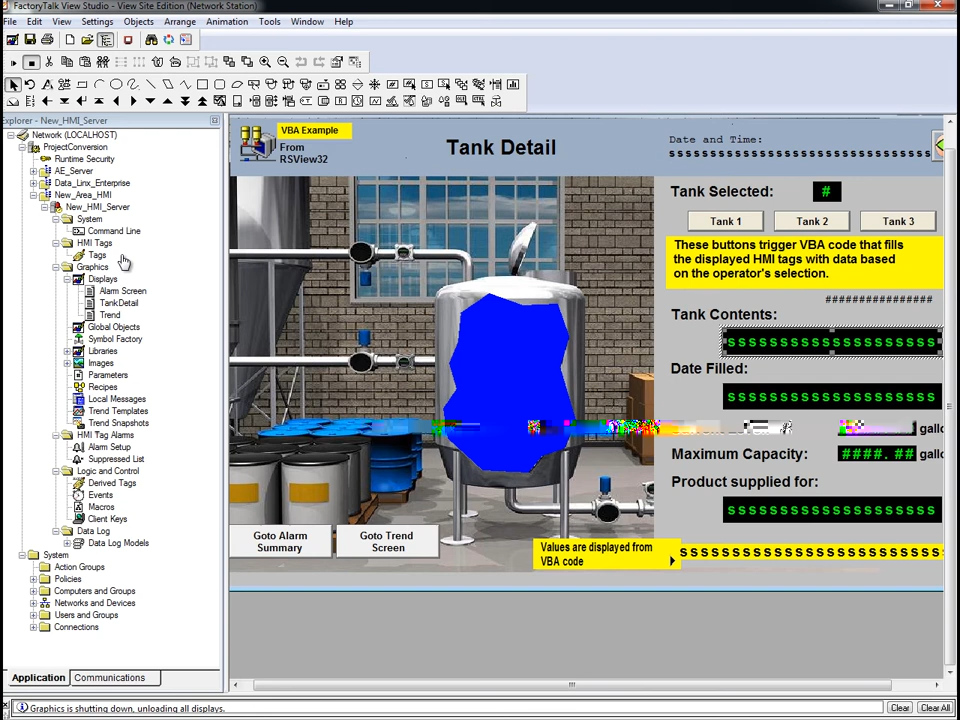 FactoryTalk View Studio - View Site Edition (Network Station)
File Edit View Settings Objects Arrange Animation Tools Window Help
Explorer - New_HMI_Server
Network (LOCALHOST)
ProjectConversion
Runtime Security
AE_Server
Data_Linx_Enterprise
New_Area_HMI
New_HMI_Server
System
Command Line
HMI Tags
Tags
Graphics
Displays
Alarm Screen
TankDetail
Trend
Global Objects
Symbol Factory
Libraries
Images
Parameters
Recipes
Local Messages
Trend Templates
Trend Snapshots
HMI Tag Alarms
Alarm Setup
Suppressed List
Logic and Control
Derived Tags
Events
Macros
Client Keys
Data Log
Data Log Models
System
Action Groups
Policies
Computers and Groups
Networks and Devices
Users and Groups
Connections
Application Communications
VBA Example
From
RSView32
Tank Detail
Date and Time:
sssssssssssssssssssssssssssssss
Tank Selected: #
Tank 1 Tank 2 Tank 3
These buttons trigger VBA code that fills
the displayed HMI tags with data based
on the operator's selection.
################
Tank Contents:
ssssssssssssssssss
Date Filled:
ssssssssssssssssss
gallo
Maximum Capacity: ####.## gallo
Product supplied for:
ssssssssssssssssss
Goto Alarm
Summary
Goto Trend
Screen
Values are displayed from
VBA code
sssssssssssssssssssssss
Graphics is shutting down, unloading all displays.
Clear Clear All